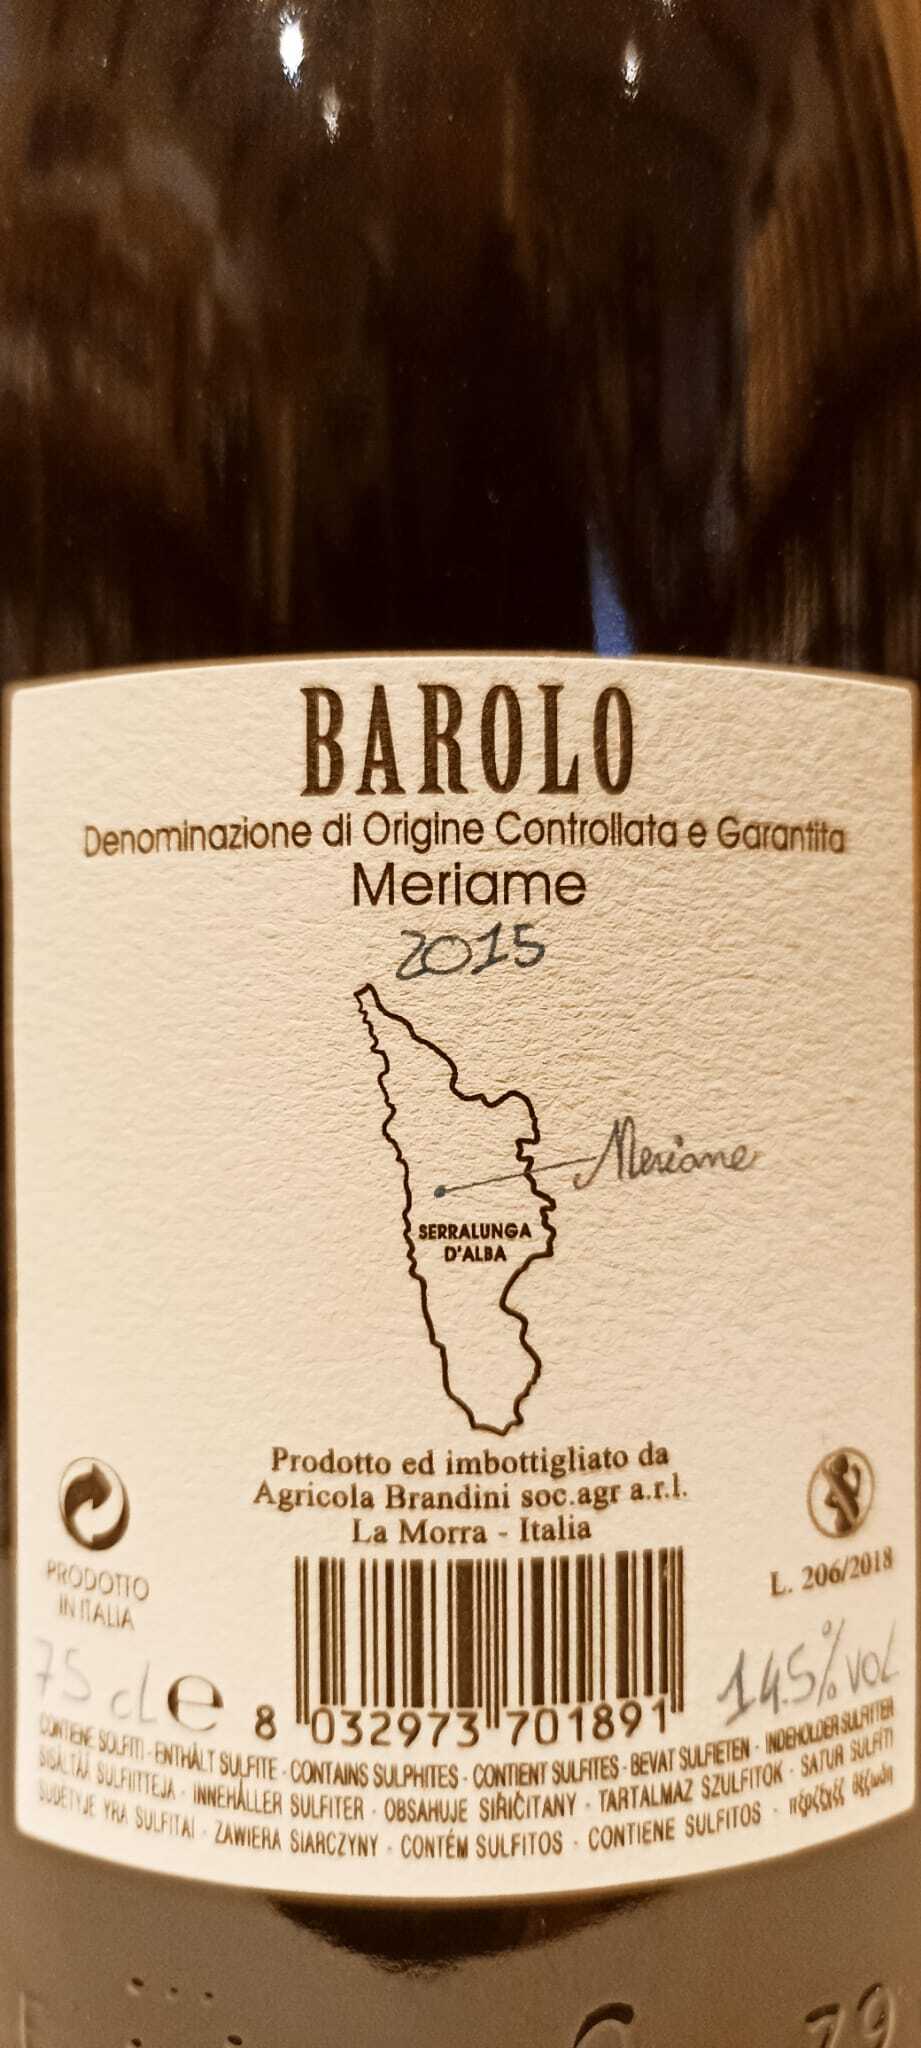 BAROLO
Denominazione di Origine Controllata e Garantita
Meriame
2015
Meriame
SERRALUNGA
D'ALBA
Prodotto ed imbottigliato da
Agricola Brandini soc.agr a.r.l.
La Morra - Italia
PRODOTTO
IN ITALIA
L. 206/2018
75 cL e
14.5% VOL
8 032973 701891
CONTIENE SOLFITI - ENTHÄLT SULFITE - CONTAINS SULPHITES - CONTIENT SULFITES - BEVAT SULFIETEN - INDEHOLDER SULFITTER
SISÄLTÄÄ SULFIITTEJA - INNEHÅLLER SULFITER - OBSAHUJE SIŘIČITANY - TARTALMAZ SZULFITOK - SATUR SULFITI
SUDĖTYJE YRA SULFITAI - ZAWIERA SIARCZYNY - CONTÉM SULFITOS - CONTIENE SULFITOS -